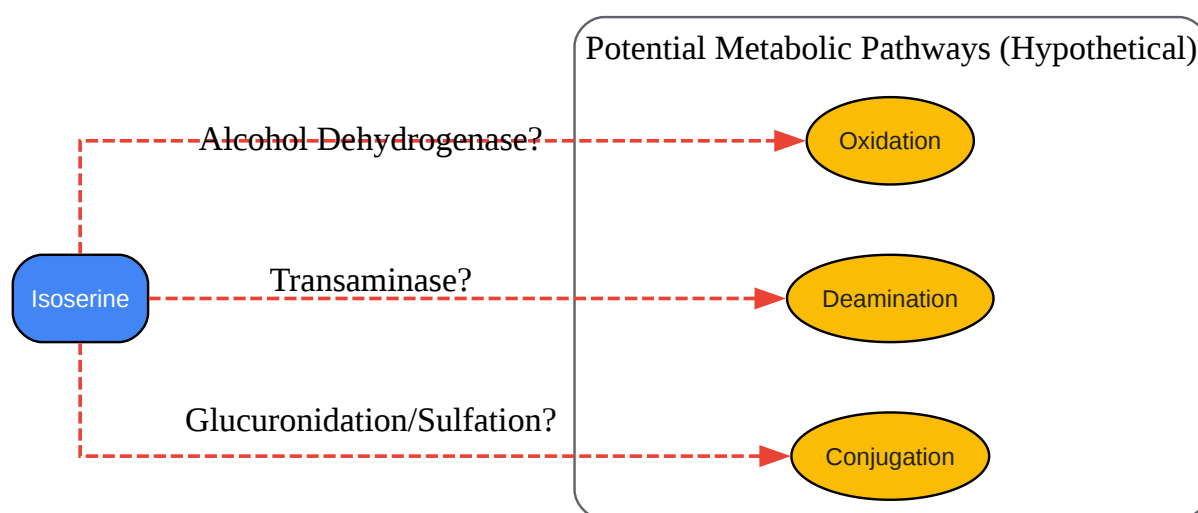 Potential Metabolic Pathways (Hypothetical)
Alcohol Dehydrogenase?
Oxidation
Isoserine
Transaminase?
Deamination
Glucuronidation/Sulfation?
Conjugation